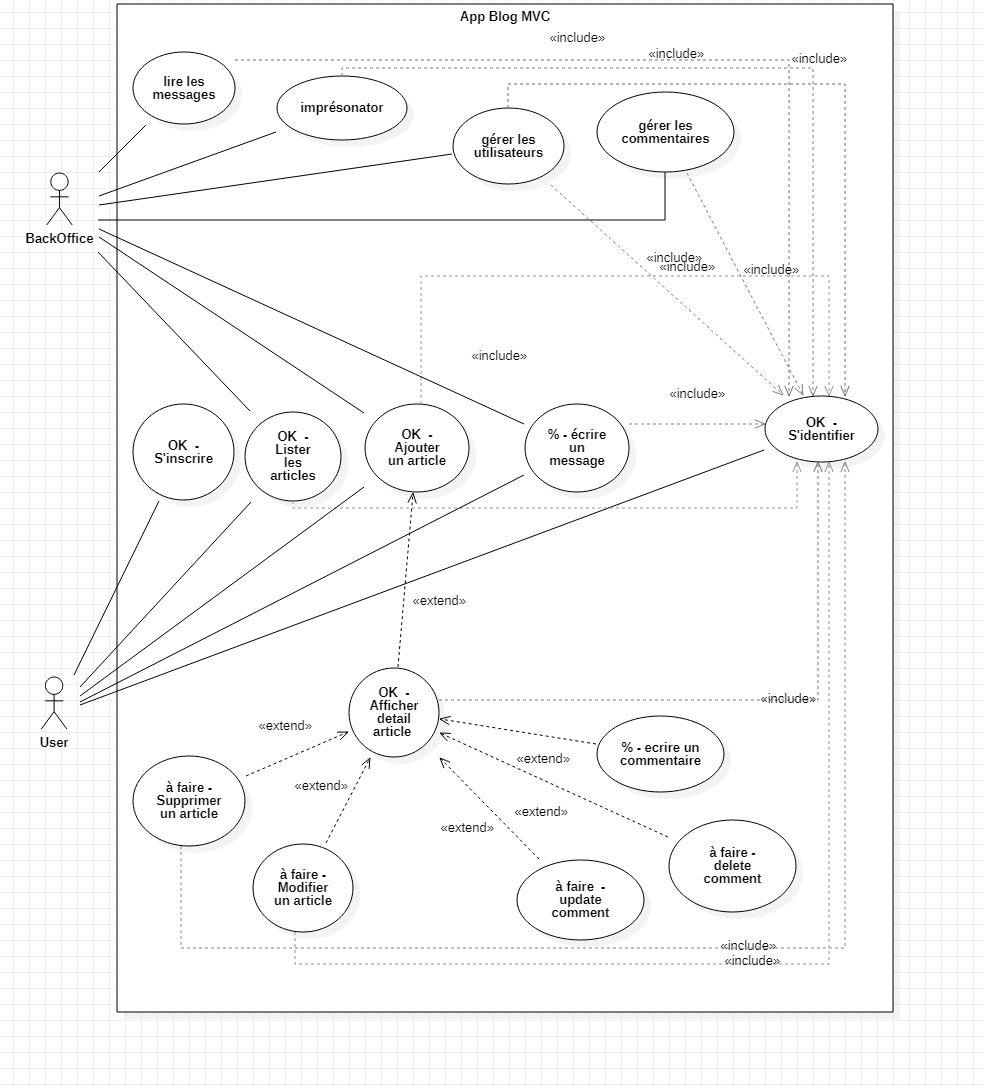 App Blog MVC
«include»
«include»
«include»
lire les
messages
imprésonator
gérer les
utilisateurs
gérer les
commentaires
BackOffice
«include»
«include»
«include»
«include»
«include»
OK -
S'inscrire
OK -
Lister
les
articles
OK -
Ajouter
un article
% - écrire
un
message
OK -
S'identifier
«extend»
User
OK -
Afficher
detail
article
«include»
«extend»
% - ecrire un
commentaire
«extend»
«extend»
à faire -
Supprimer
un article
«extend»
«extend»
à faire -
Modifier
un article
à faire -
update
comment
à faire -
delete
comment
«include»
«include»